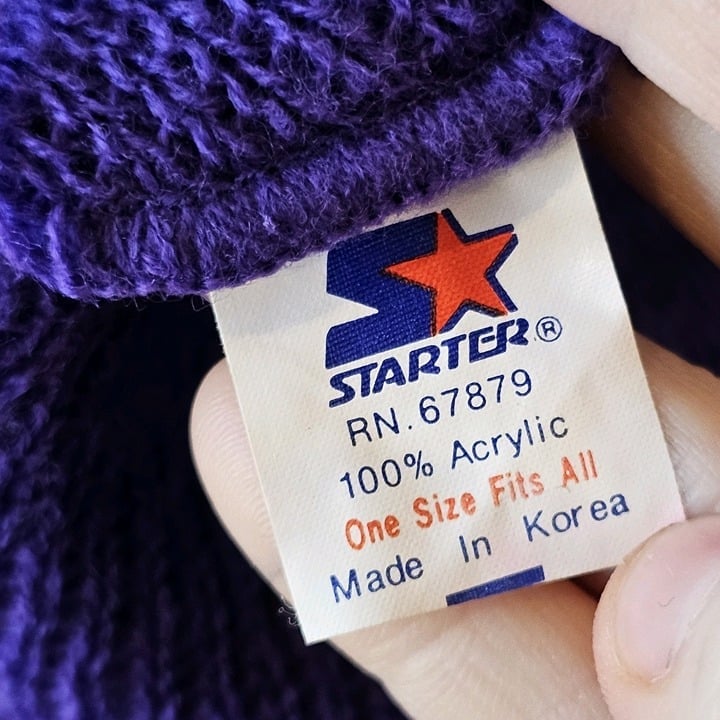 STARTER®
RN. 67879
100% Acrylic
One Size Fits All
Made In Korea